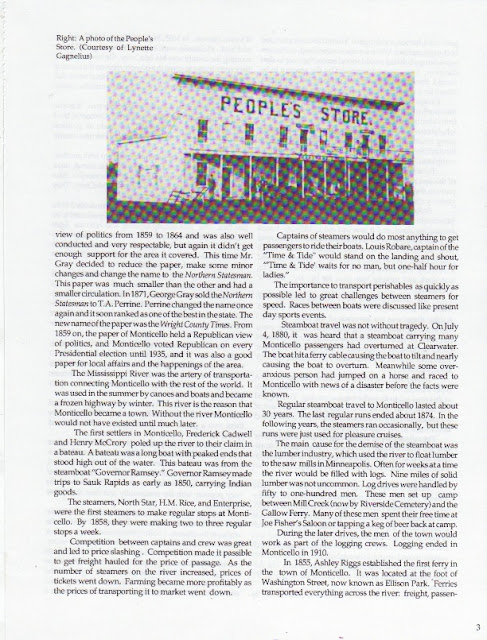 Right: A photo of the People's
Store. (Courtesy of Lynette
Gagnelius)
PEOPLE'S STORE.
view of politics from 1859 to 1864 and was also well
conducted and very respectable, but again it didn't get
enough support for the area it covered. This time Mr.
Gray decided to reduce the paper, make some minor
changes and change the name to the Northern Statesman.
This paper was much smaller than the other and had a
smaller circulation. In 1871, George Gray sold the Northern
Statesman to T.A. Perrine. Perrine changed the name once
again and it soon ranked as one of the best in the state. The
new name of the paper was the Wright County Times. From
1859 on, the paper of Monticello held a Republican view
of politics, and Monticello voted Republican on every
Presidential election until 1935, and it was also a good
paper for local affairs and the happenings of the area.
The Mississippi River was the artery of transporta-
tion connecting Monticello with the rest of the world. It
was used in the summer by canoes and boats and became
a frozen highway by winter. This river is the reason that
Monticello became a town. Without the river Monticello
would not have existed until much later.
The first settlers in Monticello, Frederick Cadwell
and Henry McCrory poled up the river to their claim in
a bateau. A bateau was a long boat with peaked ends that
stood high out of the water. This bateau was from the
steamboat "Governor Ramsey." Governor Ramsey made
trips to Sauk Rapids as early as 1850, carrying Indian
goods.
The steamers, North Star, H.M. Rice, and Enterprise,
were the first steamers to make regular stops at Monti-
cello. By 1858, they were making two to three regular
stops a week.
Competition between captains and crew was great
and led to price slashing. Competition made it possible
to get freight hauled for the price of passage. As the
number of steamers on the river increased, prices of
tickets went down. Farming became more profitably as
the prices of transporting it to market went down.
Captains of steamers would do most anything to get
passengers to ride their boats. Louis Robare, captain of the
"Time & Tide" would stand on the landing and shout,
"'Time & Tide' waits for no man, but one-half hour for
ladies."
The importance to transport perishables as quickly as
possible led to great challenges between steamers for
speed. Races between boats were discussed like present
day sports events.
Steamboat travel was not without tragedy. On July
4, 1880, it was heard that a steamboat carrying many
Monticello passengers had overturned at Clearwater.
The boat hit a ferry cable causing the boat to tilt and nearly
causing the boat to overturn. Meanwhile some over-
anxious person had jumped on a horse and raced to
Monticello with news of a disaster before the facts were
known.
Regular steamboat travel to Monticello lasted about
30 years. The last regular runs ended about 1874. In the
following years, the steamers ran occasionally, but these
runs were just used for pleasure cruises.
The main cause for the demise of the steamboat was
the lumber industry, which used the river to float lumber
to the saw mills in Minneapolis. Often for weeks at a time
the river would be filled with logs. Nine miles of solid
lumber was not uncommon. Log drives were handled by
fifty to one-hundred men. These men set up camp
between Mill Creek (now by Riverside Cemetery) and the
Gallow Ferry. Many of these men spent their free time at
Joe Fisher's Saloon or tapping a keg of beer back at camp.
During the later drives, the men of the town would
work as part of the logging crews. Logging ended in
Monticello in 1910.
In 1855, Ashley Riggs established the first ferry in
the town of Monticello. It was located at the foot of
Washington Street, now known as Ellison Park. Ferries
transported everything across the river: freight, passen-
3